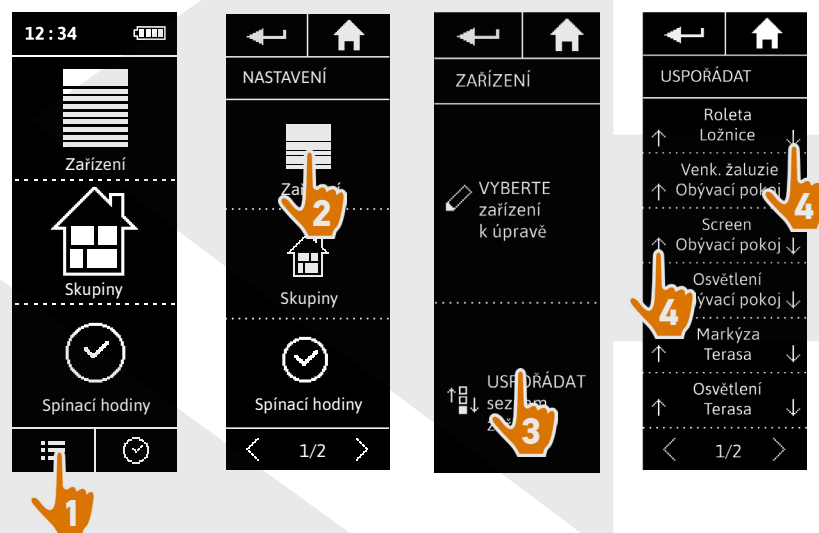 12:34
Zařízení
Skupiny
Spínací hodiny
1
NASTAVENÍ
2
Skupiny
Spínací hodiny
1/2
ZAŘÍZENÍ
VYBERTE
zařízení
k úpravě
USPOŘÁDAT
3
USPOŘÁDAT
Roleta
Ložnice
Venk. žaluzie
Obývací pokoj
4
Screen
Obývací pokoj
Osvětlení
pokoj
4
Markýza
Terasa
Osvětlení
Terasa
1/2